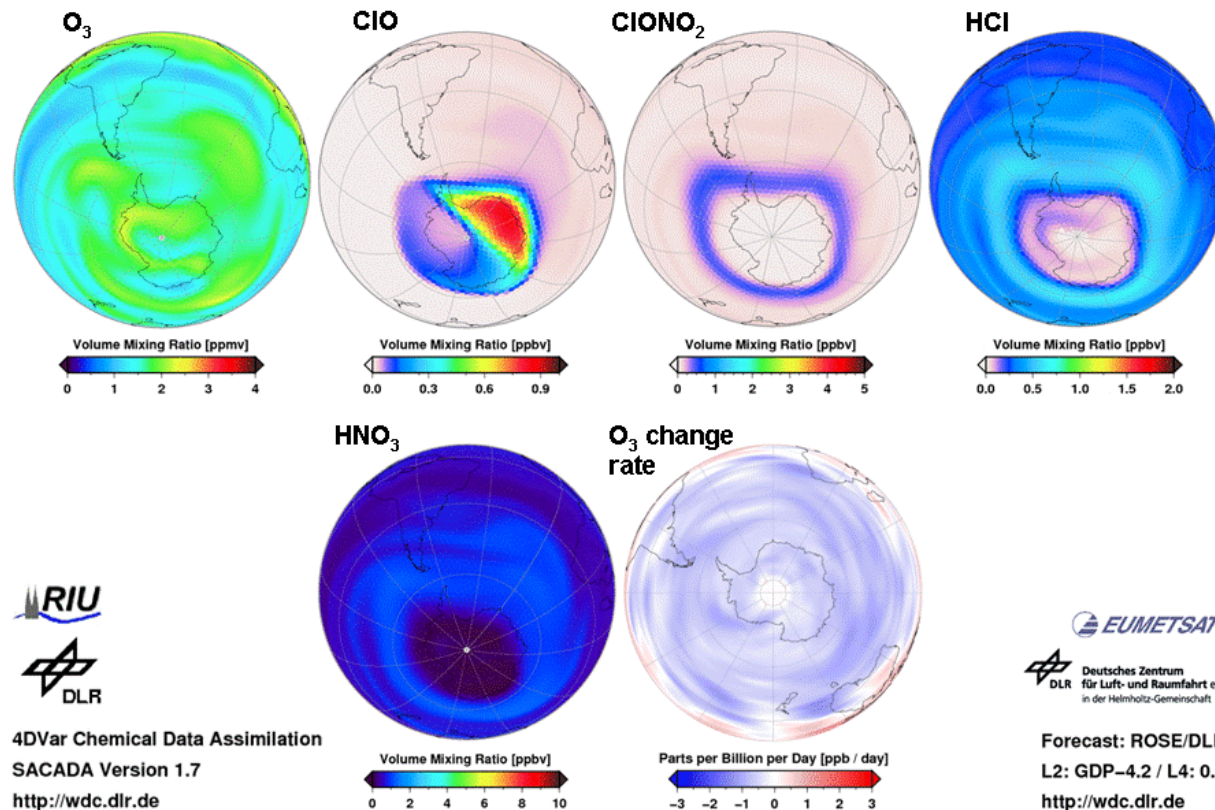 O₃
ClO
ClONO₂
HCl
Volume Mixing Ratio [ppmv]
0 1 2 3 4
Volume Mixing Ratio [ppbv]
0.0 0.3 0.6 0.9
Volume Mixing Ratio [ppbv]
0 1 2 3 4 5
Volume Mixing Ratio [ppbv]
0.0 0.5 1.0 1.5 2.0
HNO₃
O₃ change
rate
RIU
DLR
4DVar Chemical Data Assimilation
SACADA Version 1.7
http://wdc.dlr.de
Volume Mixing Ratio [ppbv]
0 2 4 6 8 10
Parts per Billion per Day [ppb / day]
−3 −2 −1 0 1 2 3
EUMETSAT
DLR
Deutsches Zentrum
für Luft- und Raumfahrt e
in der Helmholtz-Gemeinschaft
Forecast: ROSE/DL
L2: GDP−4.2 / L4: 0.
http://wdc.dlr.de